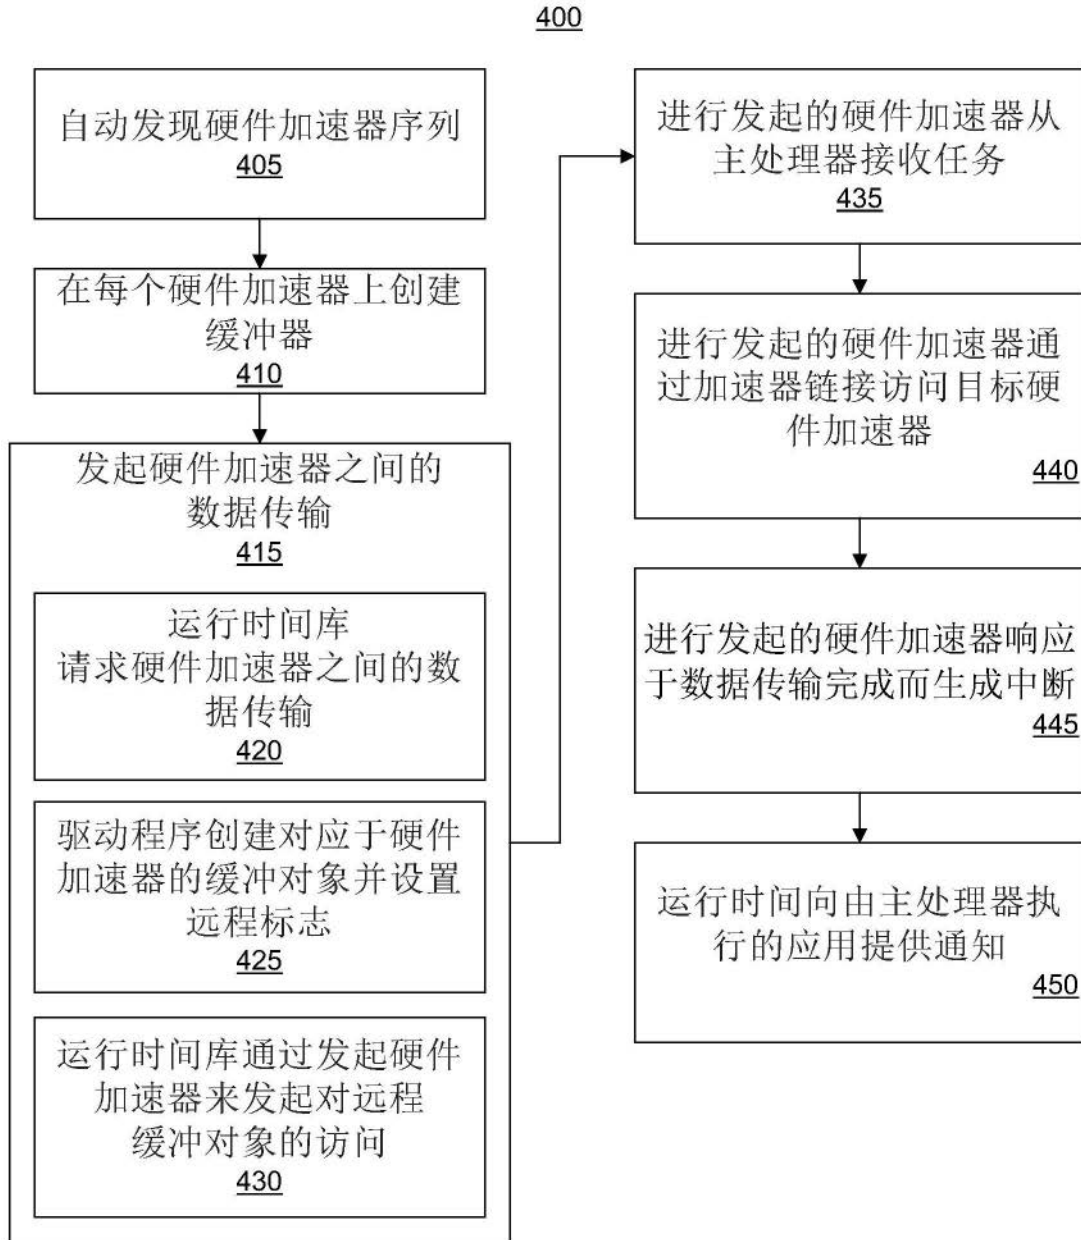 400
自动发现硬件加速器序列
405
在每个硬件加速器上创建
缓冲器
410
发起硬件加速器之间的
数据传输
415
运行时间库
请求硬件加速器之间的数
据传输
420
驱动程序创建对应于硬件
加速器的缓冲对象并设置
远程标志
425
运行时间库通过发起硬件
加速器来发起对远程
缓冲对象的访问
430
进行发起的硬件加速器从
主处理器接收任务
435
进行发起的硬件加速器通
过加速器链接访问目标硬
件加速器
440
进行发起的硬件加速器响应
于数据传输完成而生成中断
445
运行时间向由主处理器执
行的应用提供通知
450